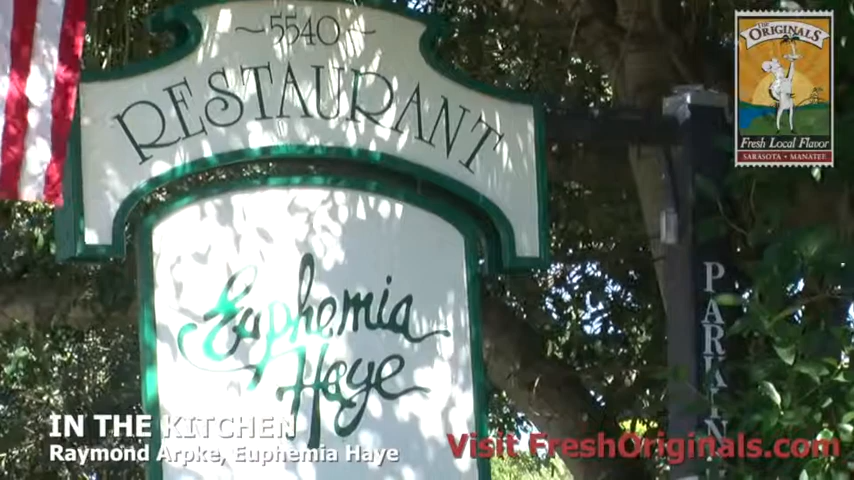 ~5540~
RESTAURANT
Euphemia
Haye
PARKING
The
ORIGINALS
Fresh Local Flavor
SARASOTA • MANATEE
IN THE KITCHEN
Raymond Arpke, Euphemia Haye
Visit FreshOriginals.com